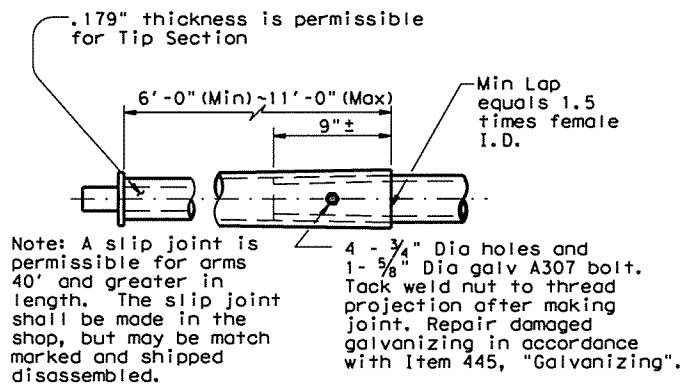 .179" thickness is permissible
for Tip Section
6'-0"(Min)~11'-0"(Max)
9"±
Min Lap
equals 1.5
times female
I.D.
Note: A slip joint is
permissible for arms
40' and greater in
length. The slip joint
shall be made in the
shop, but may be match
marked and shipped
disassembled.
4 - 3/4" Dia holes and
1- 5/8" Dia galv A307 bolt.
Tack weld nut to thread
projection after making
joint. Repair damaged
galvanizing in accordance
with Item 445, "Galvanizing".